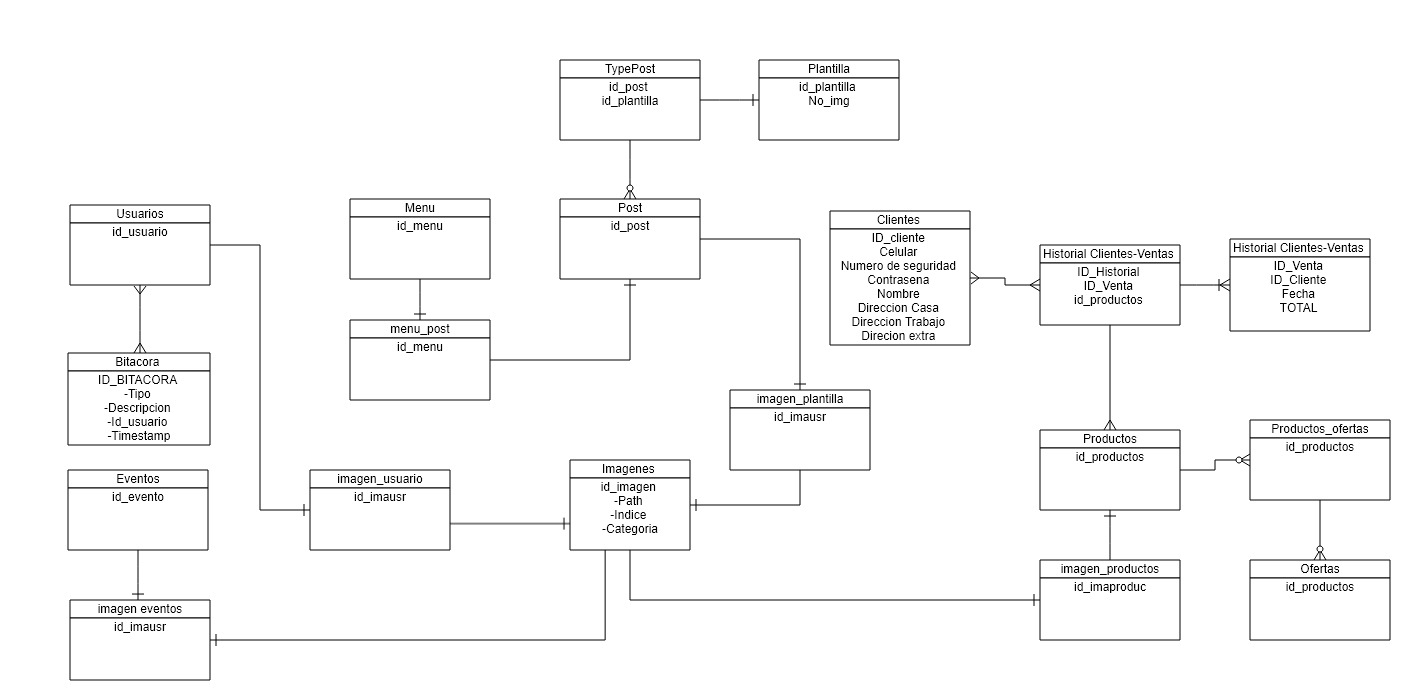 TypePost
id_post
id_plantilla
Plantilla
id_plantilla
No_img
Usuarios
id_usuario
Menu
id_menu
Post
id_post
Clientes
ID_cliente
Celular
Numero de seguridad
Contrasena
Nombre
Direccion Casa
Direccion Trabajo
Direcion extra
Historial Clientes-Ventas
ID_Historial
ID_Venta
id_productos
Historial Clientes-Ventas
ID_Venta
ID_Cliente
Fecha
TOTAL
menu_post
id_menu
Bitacora
ID_BITACORA
-Tipo
-Descripcion
-Id_usuario
-Timestamp
imagen_plantilla
id_imausr
Productos
id_productos
Productos_ofertas
id_productos
Eventos
id_evento
imagen_usuario
id_imausr
Imagenes
id_imagen
-Path
-Indice
-Categoria
imagen_productos
id_imaproduc
Ofertas
id_productos
imagen eventos
id_imausr